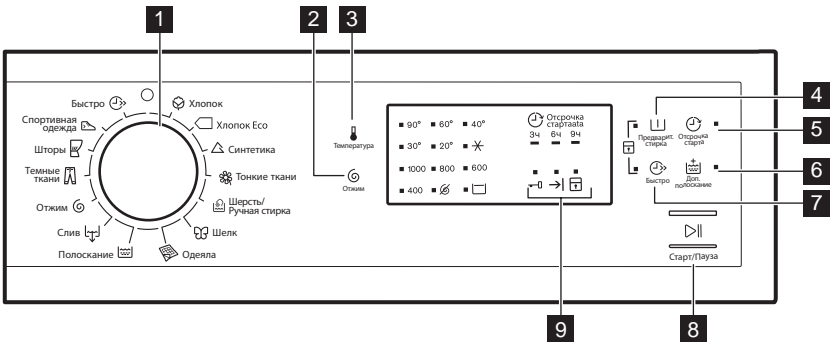 1
2
3
4
5
6
7
8
9
Быстро
Хлопок
Спортивная
одежда
Хлопок Eco
Шторы
Синтетика
Темные
ткани
Тонкие ткани
Отжим
Шерсть/
Ручная стирка
Слив
Шелк
Полоскание
Одеяла
Температура
Отжим
90° 60° 40°
30° 20°
1000 800 600
400
Отсрочка
стартаata
3ч 6ч 9ч
Предварит.
стирка
Отсрочка
старта
Быстро
Доп.
полоскание
Старт/Пауза